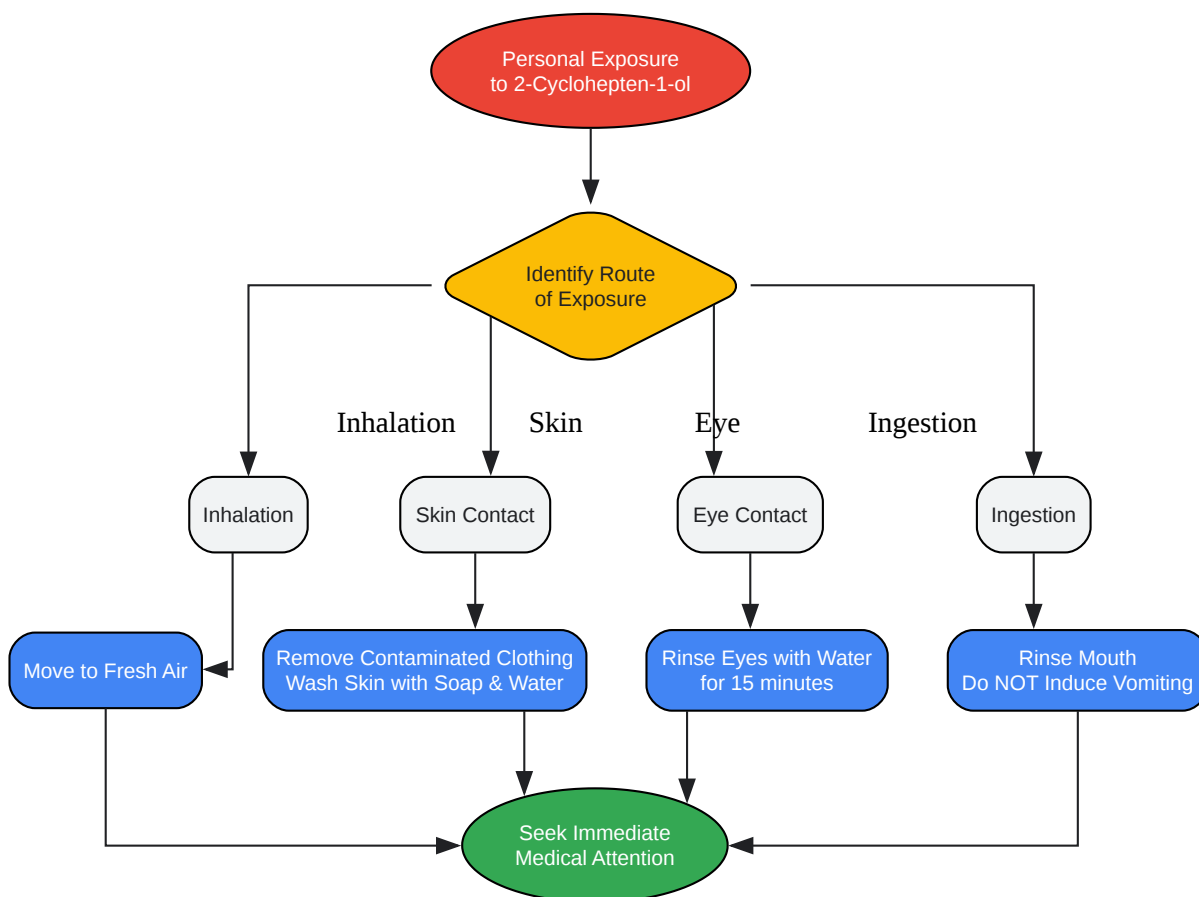 Personal Exposure
to 2-Cyclohepten-1-ol
Identify Route
of Exposure
Inhalation
Skin
Eye
Ingestion
Inhalation
Skin Contact
Eye Contact
Ingestion
Move to Fresh Air
Remove Contaminated Clothing
Wash Skin with Soap & Water
Rinse Eyes with Water
for 15 minutes
Rinse Mouth
Do NOT Induce Vomiting
Seek Immediate
Medical Attention